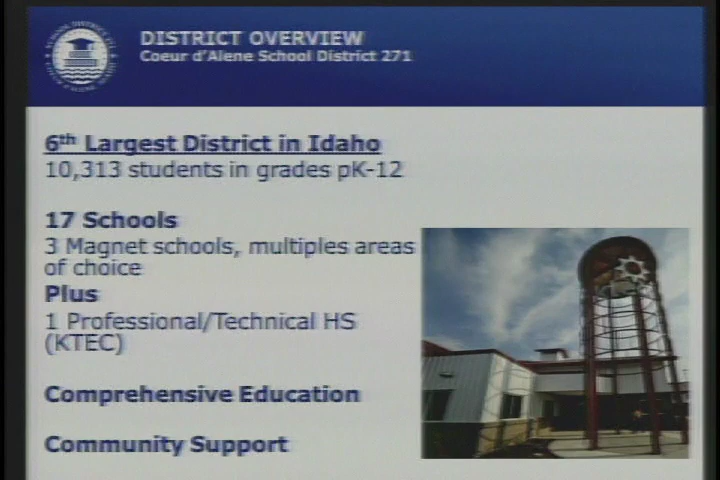 DISTRICT OVERVIEW
Coeur d'Alene School District 271
6th Largest District in Idaho
10,313 students in grades pK-12
17 Schools
3 Magnet schools, multiples areas
of choice
Plus
1 Professional/Technical HS
(KTEC)
Comprehensive Education
Community Support